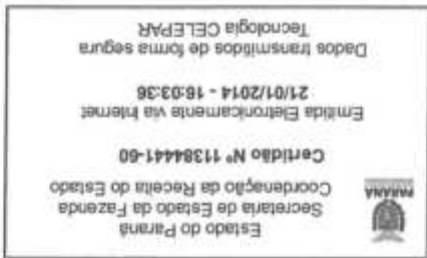 PARANÁ
Estado do Paraná
Secretaria de Estado da Fazenda
Coordenação da Receita do Estado
Certidão Nº 11384441-60
Emitida Eletronicamente via Internet
21/01/2014 - 16:03:36
Dados transmitidos de forma segura
Tecnologia CELEPAR